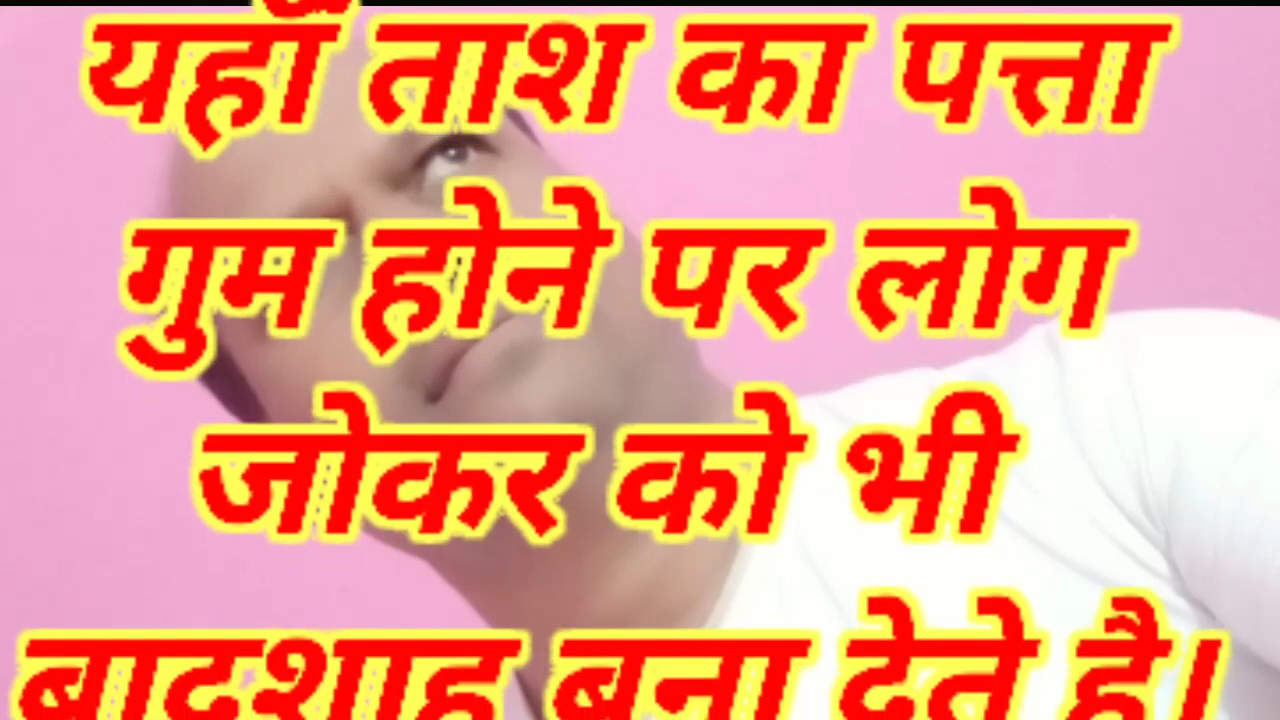 यहाँ ताश का पत्ता
गुम होने पर लोग
जोकर को भी
बादशाह बना देते है।